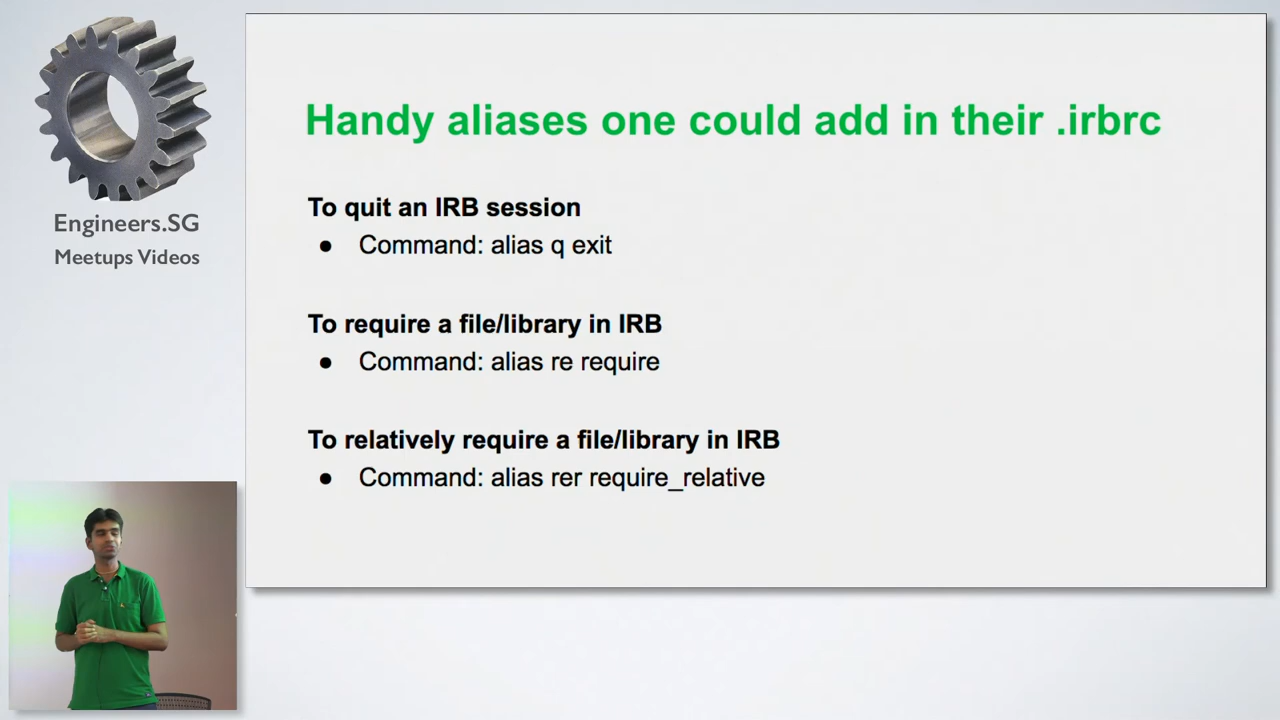 Engineers.SG
Meetups Videos
Handy aliases one could add in their .irbrc
To quit an IRB session
● Command: alias q exit
To require a file/library in IRB
● Command: alias re require
To relatively require a file/library in IRB
● Command: alias rer require_relative